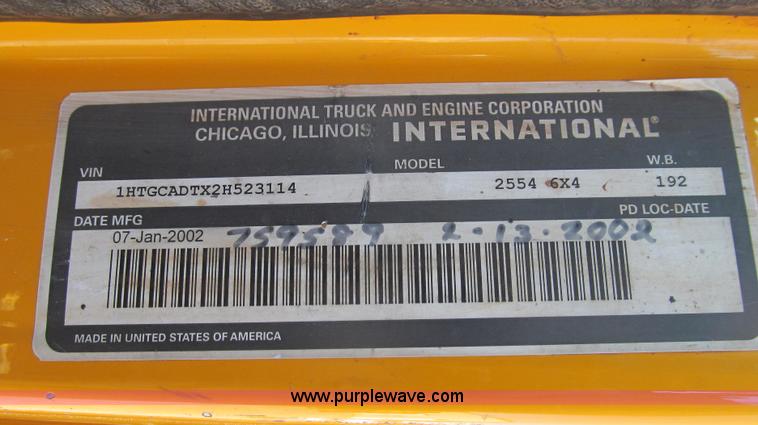 INTERNATIONAL TRUCK AND ENGINE CORPORATION
CHICAGO, ILLINOIS INTERNATIONAL®
VIN MODEL W.B.
1HTGCADTX2H523114 2554 6X4 192
DATE MFG PD LOC-DATE
07-Jan-2002 759589 2-13-2002
MADE IN UNITED STATES OF AMERICA
www.purplewave.com